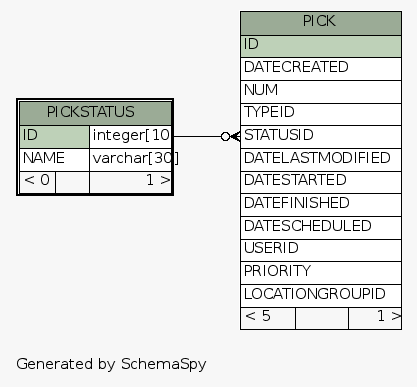 PICKSTATUS
ID integer[10
NAME varchar[30]
< 0 1 >
PICK
ID
DATECREATED
NUM
TYPEID
STATUSID
DATELASTMODIFIED
DATESTARTED
DATEFINISHED
DATESCHEDULED
USERID
PRIORITY
LOCATIONGROUPID
< 5 1 >
Generated by SchemaSpy